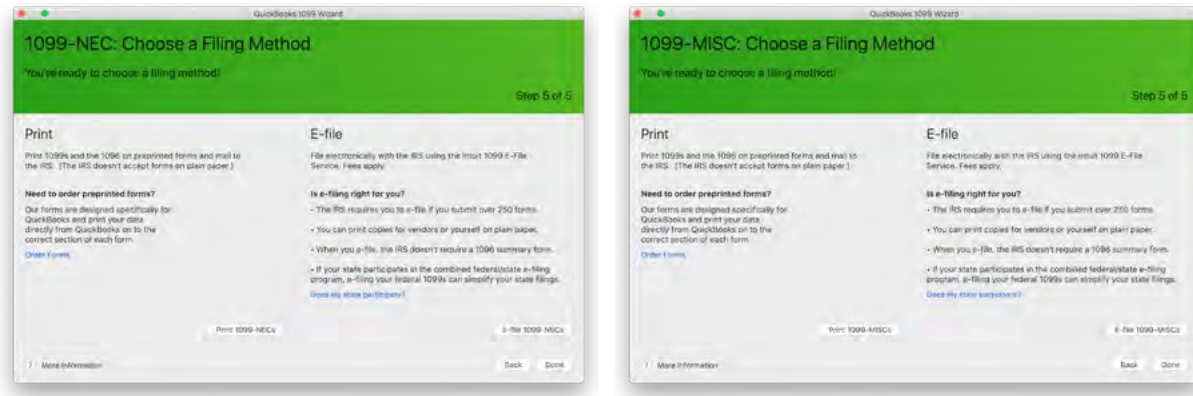 QuickBooks 1099 Wizard
1099-NEC: Choose a Filing Method
You're ready to choose a filing method!
Step 5 of 5
Print
Print 1099s and the 1096 on preprinted forms and mail to
the IRS. (The IRS doesn't accept forms on plain paper.)
Need to order preprinted forms?
Our forms are designed specifically for
QuickBooks and print your data
directly from QuickBooks on to the
correct section of each form.
Order Forms
Print 1099-NECs
E-file
File electronically with the IRS using the Intuit 1099 E-File
Service. Fees apply.
Is e-filing right for you?
• The IRS requires you to e-file if you submit over 250 forms.
• You can print copies for vendors or yourself on plain paper.
• When you e-file, the IRS doesn't require a 1096 summary form.
• If your state participates in the combined federal/state e-filing
program, e-filing your federal 1099s can simplify your state filings.
Does my state participate?
E-file 1099-NECs
? More Information
Back
Done
QuickBooks 1099 Wizard
1099-MISC: Choose a Filing Method
You're ready to choose a filing method!
Step 5 of 5
Print
Print 1099s and the 1096 on preprinted forms and mail to
the IRS. (The IRS doesn't accept forms on plain paper.)
Need to order preprinted forms?
Our forms are designed specifically for
QuickBooks and print your data
directly from QuickBooks on to the
correct section of each form.
Order Forms
Print 1099-MISCs
E-file
File electronically with the IRS using the Intuit 1099 E-File
Service. Fees apply.
Is e-filing right for you?
• The IRS requires you to e-file if you submit over 250 forms.
• You can print copies for vendors or yourself on plain paper.
• When you e-file, the IRS doesn't require a 1096 summary form.
• If your state participates in the combined federal/state e-filing
program, e-filing your federal 1099s can simplify your state filings.
Does my state participate?
E-file 1099-MISCs
? More Information
Back
Done